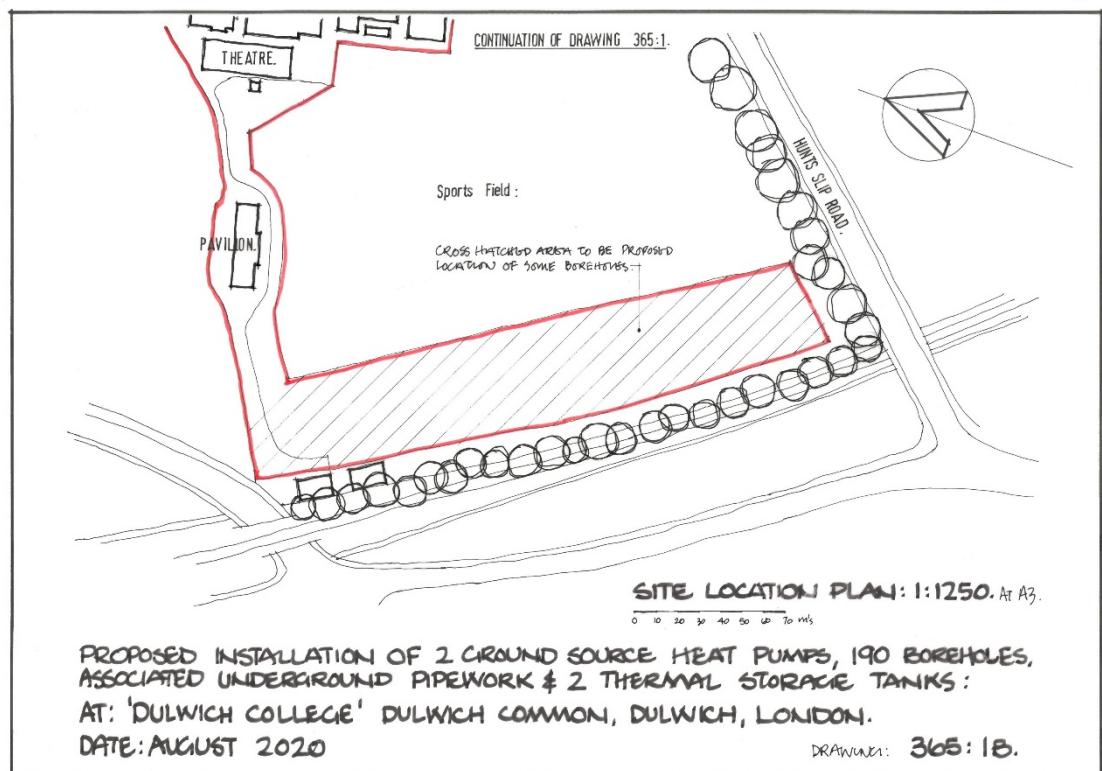 CONTINUATION OF DRAWING 365:1.
THEATRE.
HUNTS SLIP ROAD.
Sports Field :
PAVILION.
CROSS HATCHED AREA TO BE PROPOSED
LOCATION OF SOME BOREHOLES
SITE LOCATION PLAN: 1:1250. AT A3.
0 10 20 30 40 50 60 70 m's
PROPOSED INSTALLATION OF 2 GROUND SOURCE HEAT PUMPS, 190 BOREHOLES,
ASSOCIATED UNDERGROUND PIPEWORK & 2 THERMAL STORAGE TANKS:
AT: 'DULWICH COLLEGE' DULWICH COMMON, DULWICH, LONDON.
DATE: AUGUST 2020
DRAWING: 365:1B.